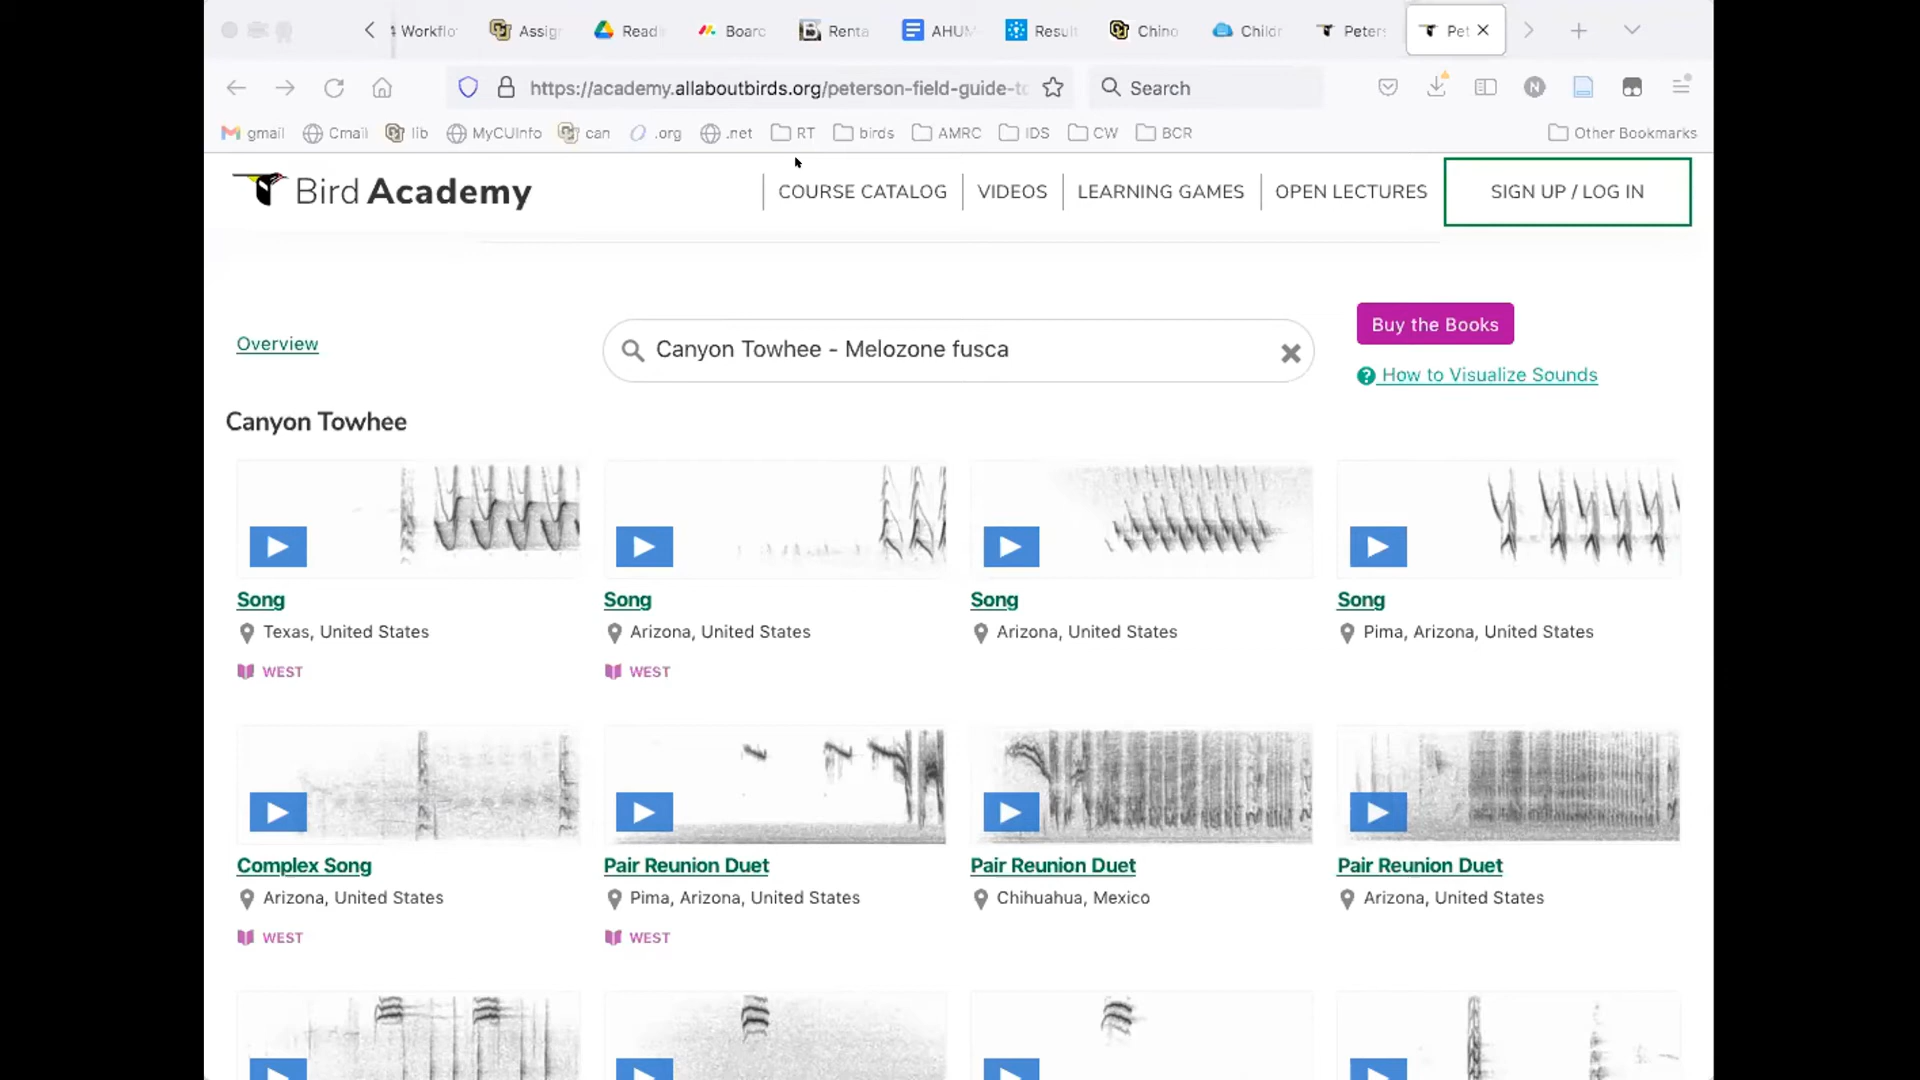 Workflo
Assig
Read
Boarc
Renta
AHUM
Result
Chino
Childr
Peters
Pet
https://academy.allaboutbirds.org/peterson-field-guide-to
Search
N
gmail
Cmail
lib
MyCUInfo
can
.org
.net
RT
birds
AMRC
IDS
CW
BCR
Other Bookmarks
Bird Academy
COURSE CATALOG
VIDEOS
LEARNING GAMES
OPEN LECTURES
SIGN UP / LOG IN
Overview
Canyon Towhee - Melozone fusca
Buy the Books
? How to Visualize Sounds
Canyon Towhee
Song
Texas, United States
WEST
Song
Arizona, United States
WEST
Song
Arizona, United States
Song
Pima, Arizona, United States
Complex Song
Arizona, United States
WEST
Pair Reunion Duet
Pima, Arizona, United States
WEST
Pair Reunion Duet
Chihuahua, Mexico
Pair Reunion Duet
Arizona, United States